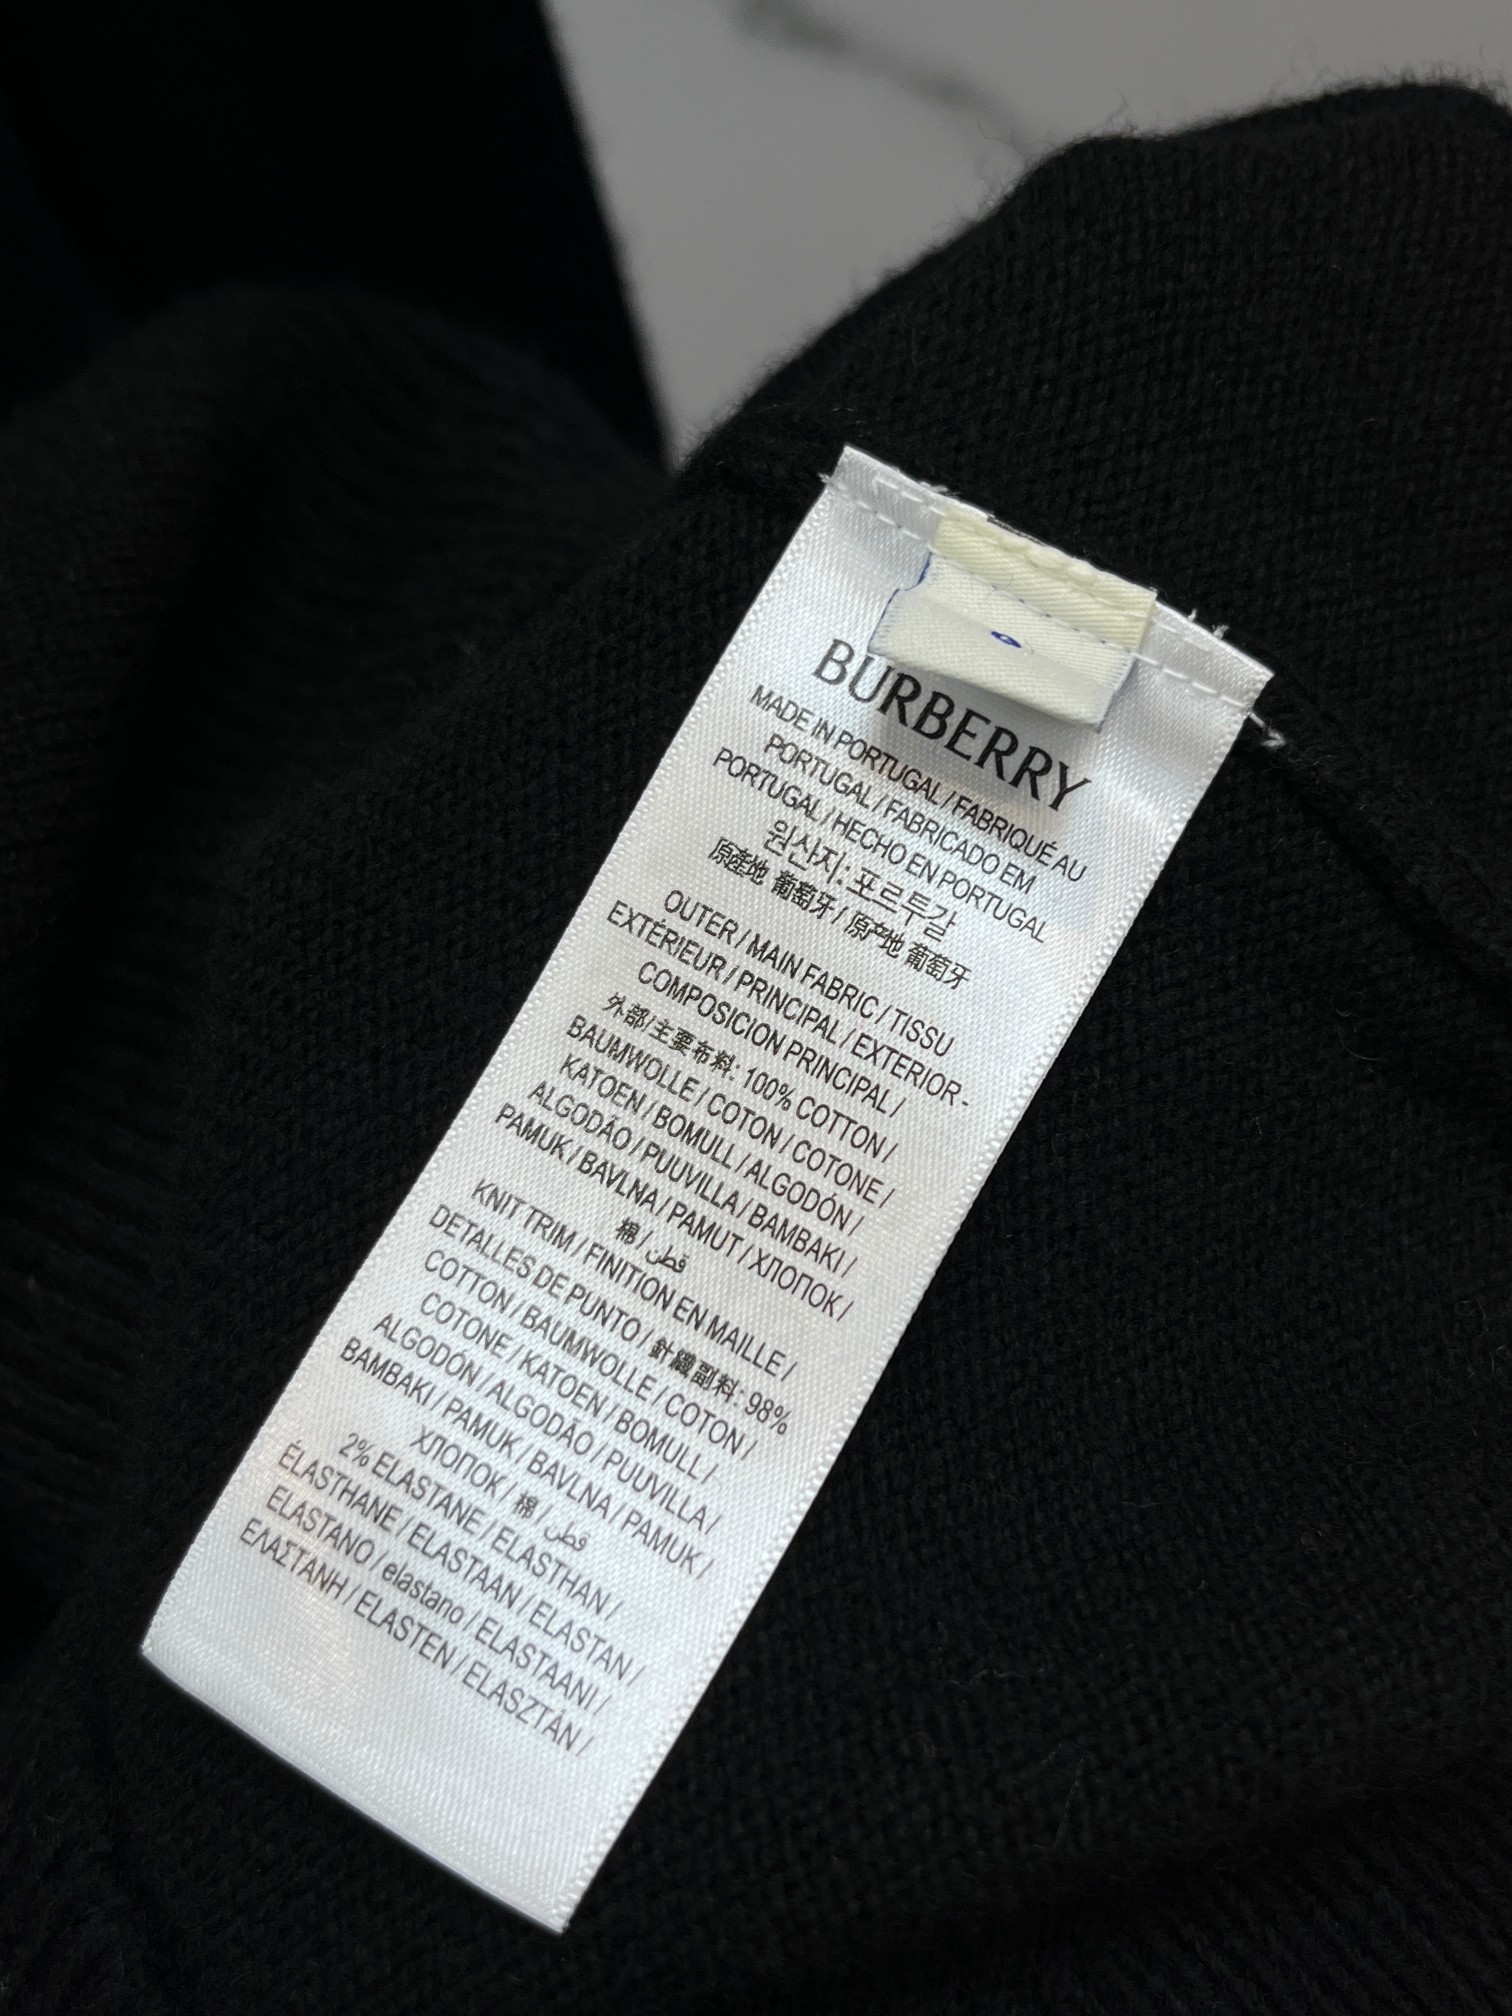 BURBERRY
MADE IN PORTUGAL / FABRIQUÉ AU
PORTUGAL / FABRICADO EM
PORTUGAL / HECHO EN PORTUGAL
원산지: 포르투갈
原產地 葡萄牙 / 原产地 葡萄牙
OUTER / MAIN FABRIC / TISSU
EXTÉRIEUR / PRINCIPAL / EXTERIOR -
COMPOSICION PRINCIPAL /
外部/主要布料: 100% COTTON /
BAUMWOLLE / COTON / COTONE /
KATOEN / BOMULL / ALGODÓN /
ALGODÃO / PUUVILLA / BAMBAKI /
PAMUK / BAVLNA / PAMUT / ХЛОПОК /
棉 / قطن
KNIT TRIM / FINITION EN MAILLE /
DETALLES DE PUNTO / 針織副料: 98%
COTTON / BAUMWOLLE / COTON /
COTONE / KATOEN / BOMULL /
ALGODÓN / ALGODÃO / PUUVILLA /
BAMBAKI / PAMUK / BAVLNA / PAMUK /
ХЛОПОК / 棉 / قطن
2% ELASTANE / ELASTHAN /
ÉLASTHANE / ELASTAAN / ELASTAN /
ELASTANO / elastano / ELASTAANI /
ΕΛΑΣΤΑΝΗ / ELASTEN / ELASZTÁN /